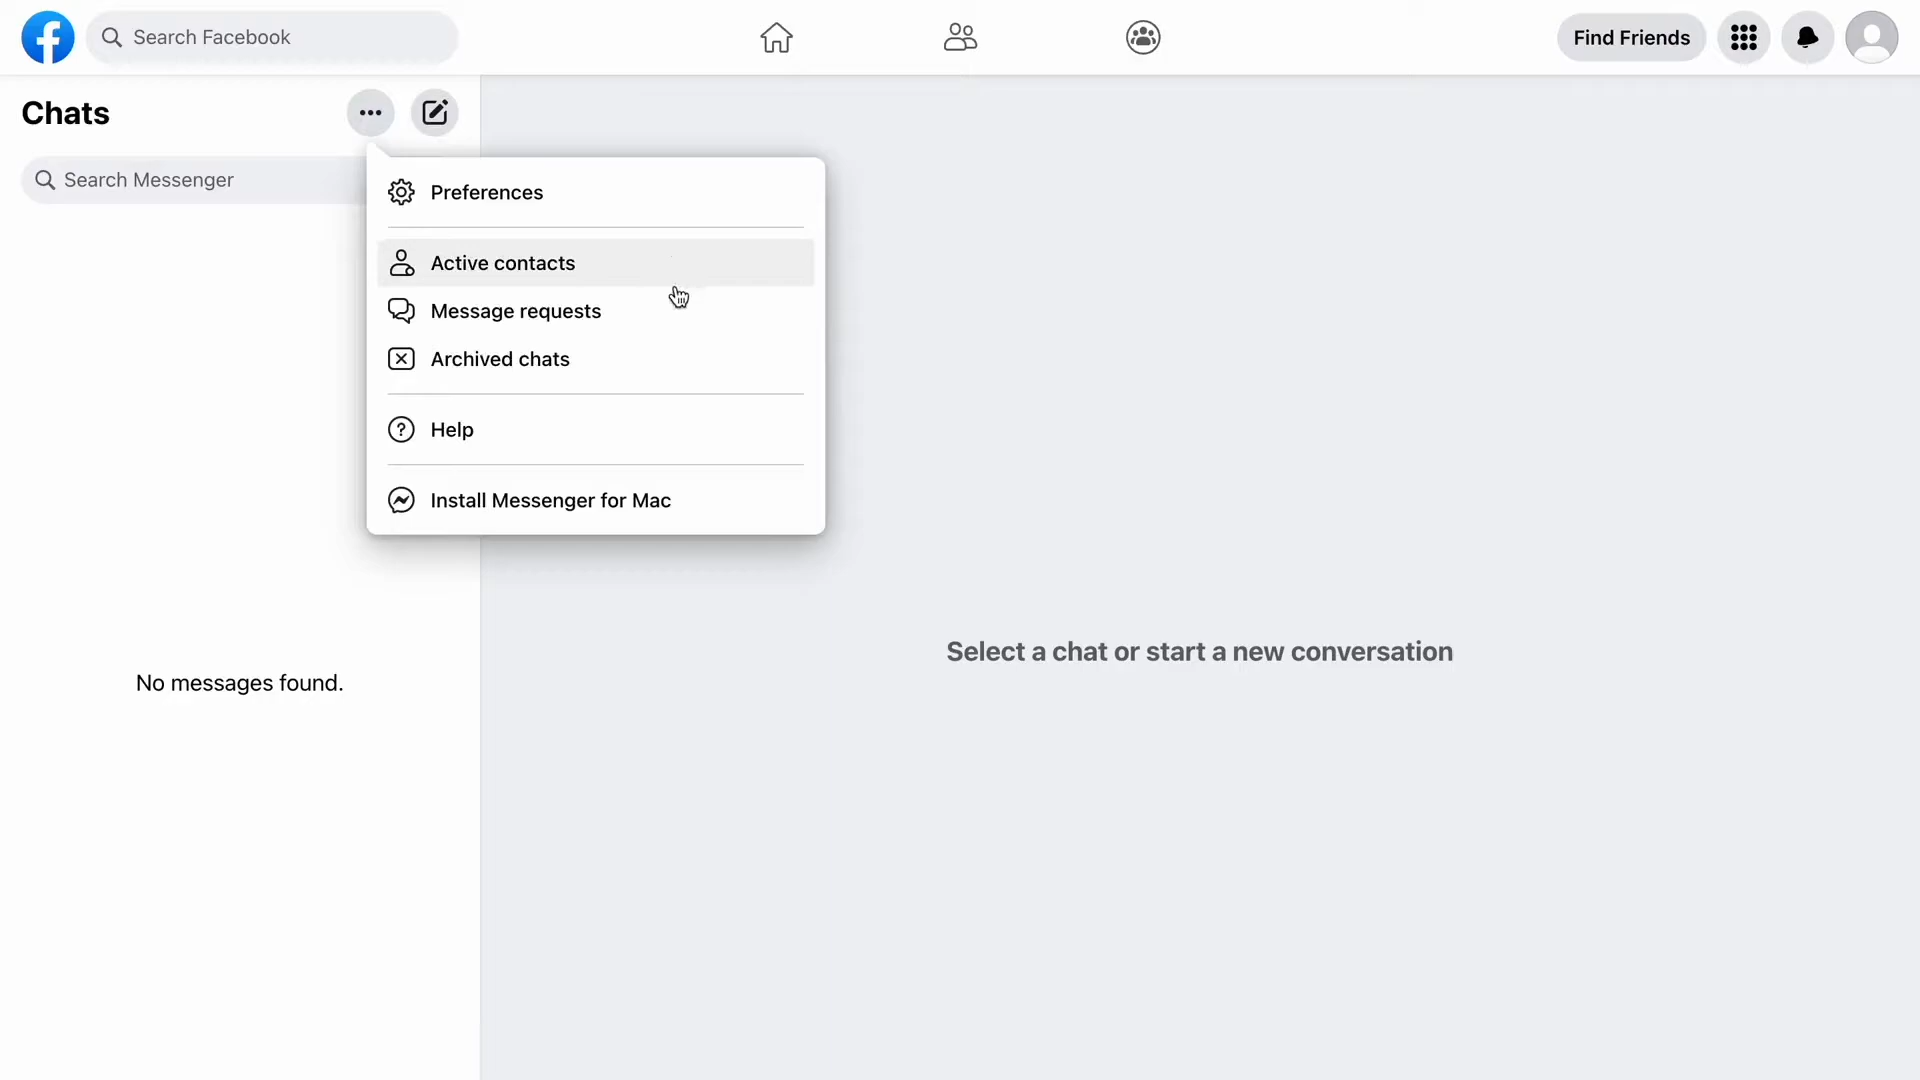 Search Facebook
Find Friends
Chats
Search Messenger
Preferences
Active contacts
Message requests
Archived chats
Help
Install Messenger for Mac
Select a chat or start a new conversation
No messages found.